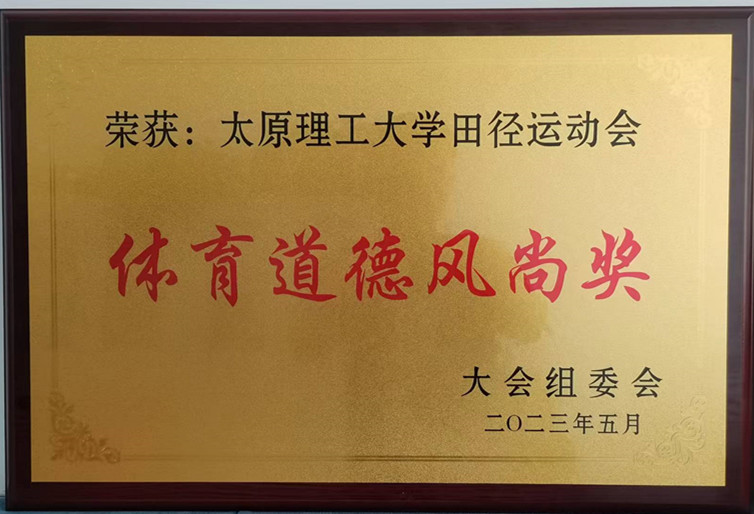 荣获：太原理工大学田径运动会
体育道德风尚奖
大会组委会
二〇二三年五月